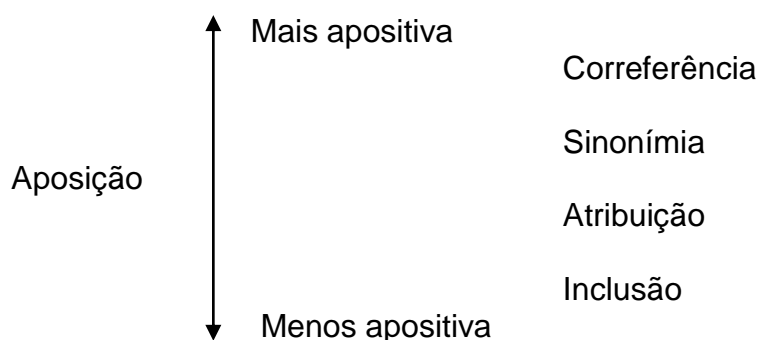 Mais apositiva
Correferência
Sinonímia
Aposição
Atribuição
Inclusão
Menos apositiva